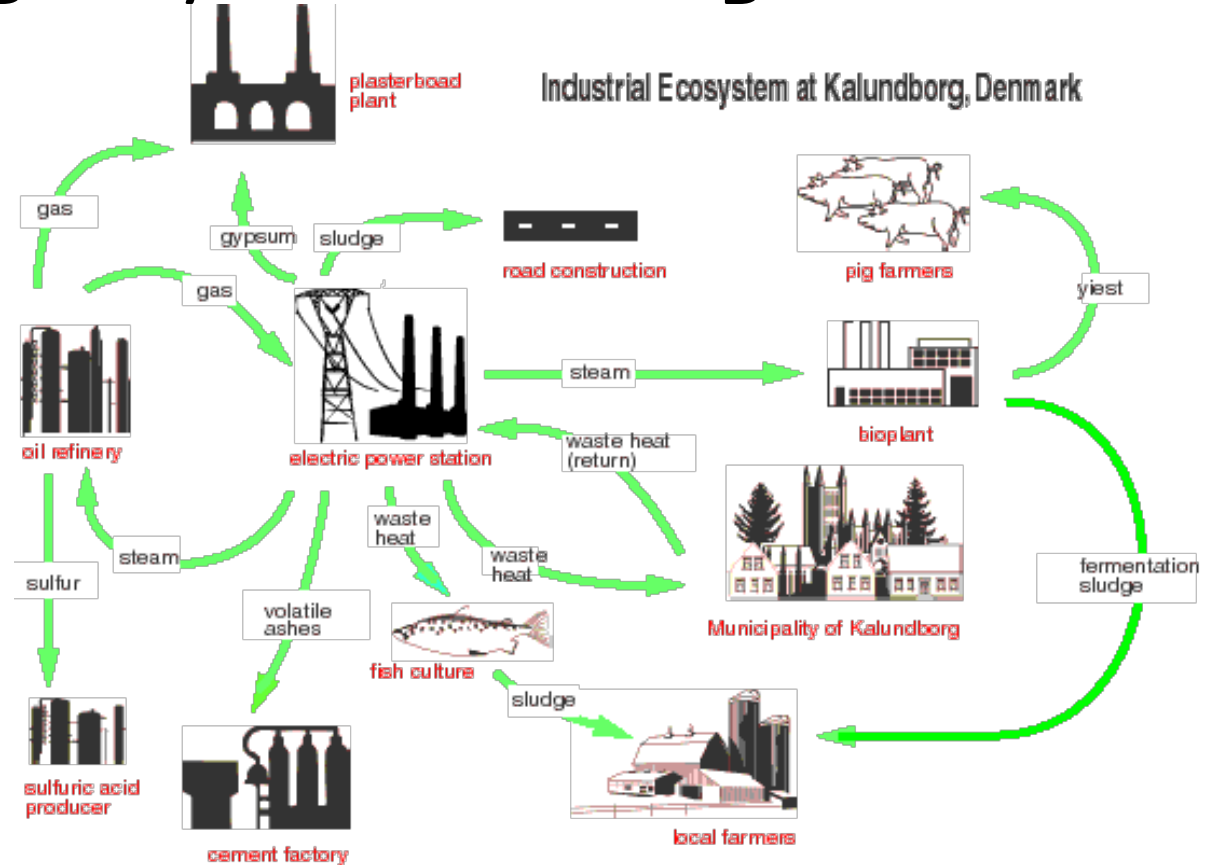 plasterboad
plant
Industrial Ecosystem at Kalundborg, Denmark
gas
gypsum
sludge
road construction
pig farmers
gas
yiest
steam
oil refinery
electric power station
waste heat
(return)
bioplant
waste
heat
waste
heat
steam
sulfur
fermentation
sludge
volatile
ashes
Municipality of Kalundborg
fish culture
sludge
sulfuric acid
producer
local farmers
cement factory